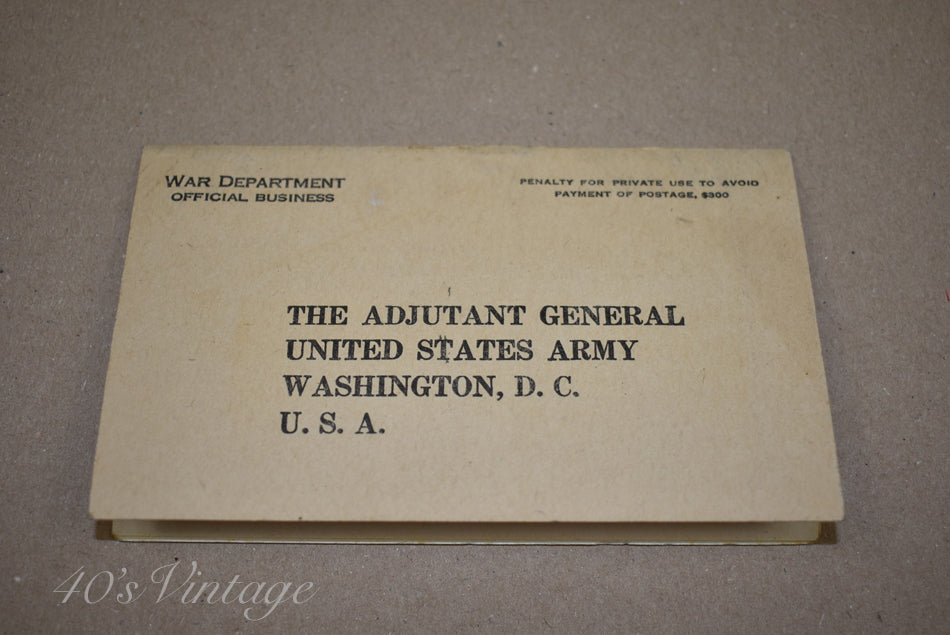 WAR DEPARTMENT
OFFICIAL BUSINESS
PENALTY FOR PRIVATE USE TO AVOID
PAYMENT OF POSTAGE, $300
THE ADJUTANT GENERAL
UNITED STATES ARMY
WASHINGTON, D. C.
U. S. A.
40's Vintage